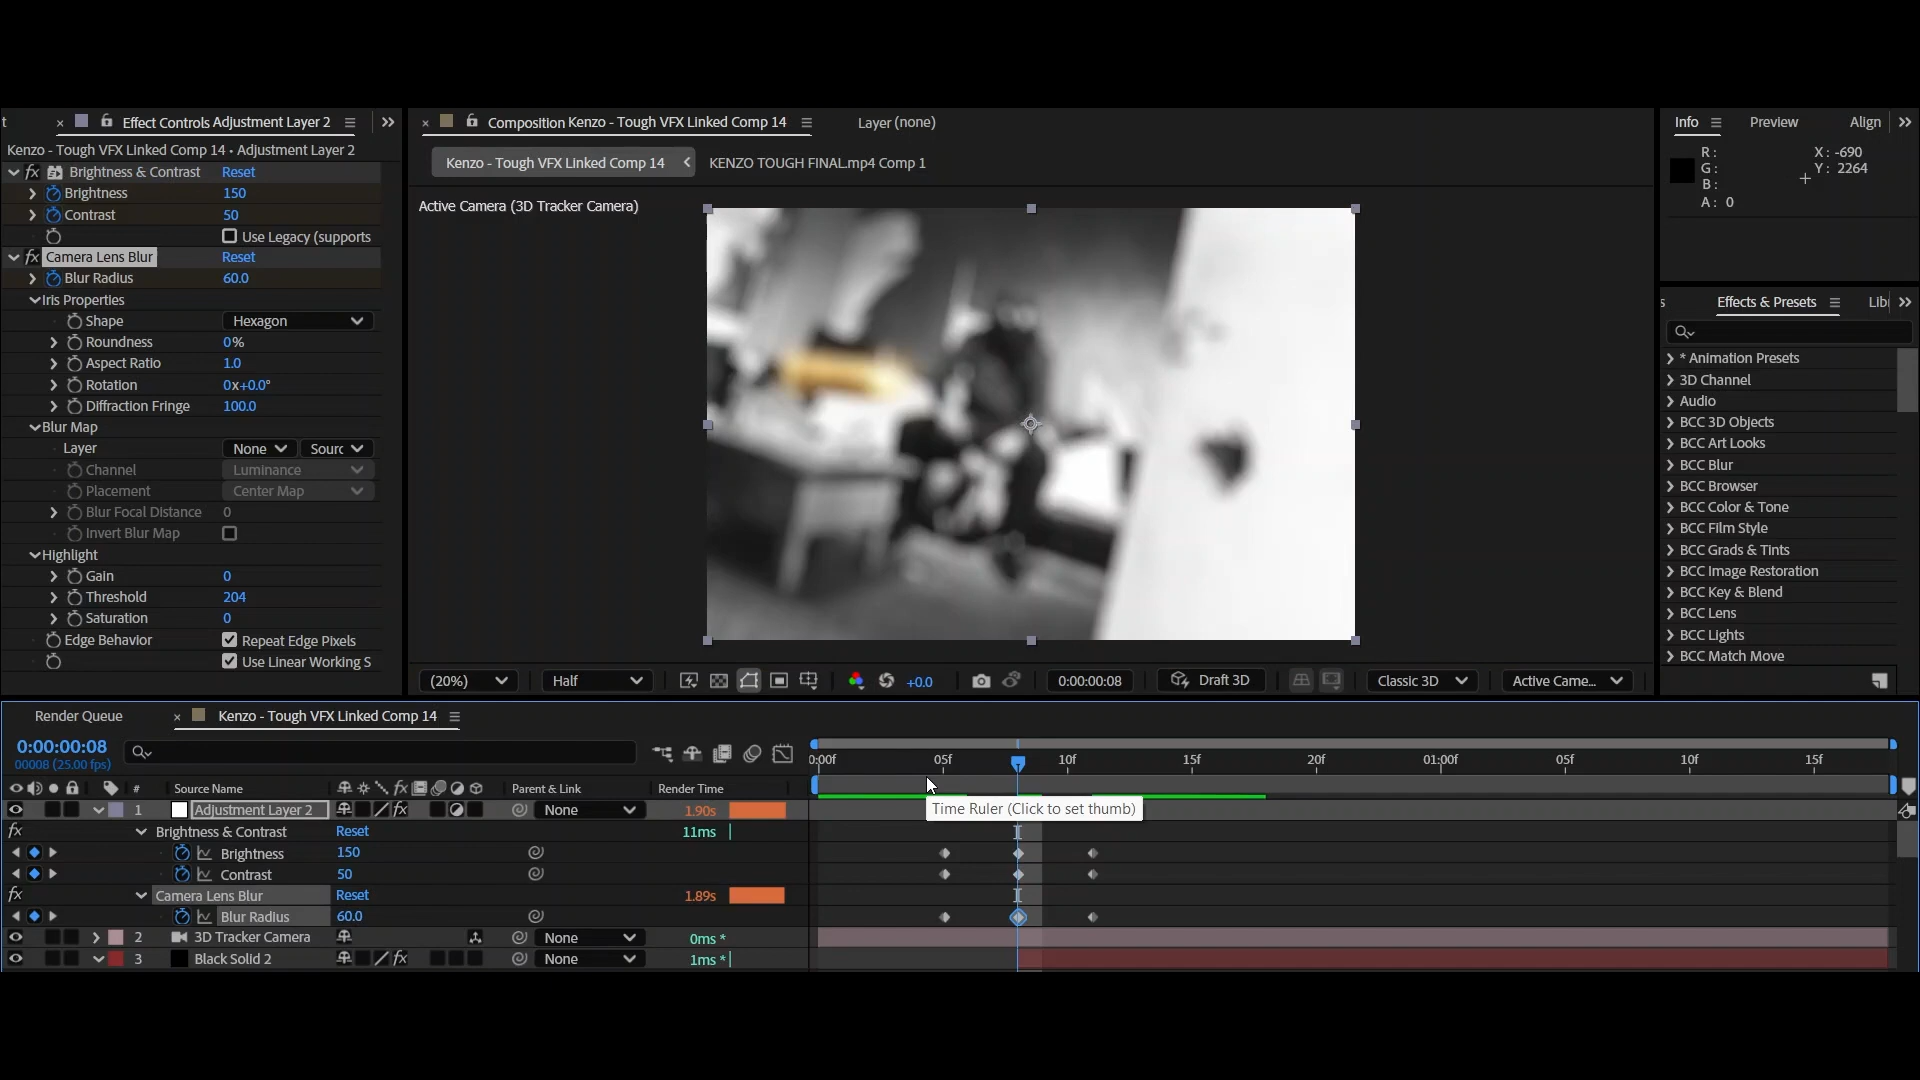 t
× Effect Controls Adjustment Layer 2
Kenzo - Tough VFX Linked Comp 14 • Adjustment Layer 2
fx Brightness & Contrast Reset
Brightness 150
Contrast 50
Use Legacy (supports
fx Camera Lens Blur Reset
Blur Radius 60.0
Iris Properties
Shape Hexagon
Roundness 0%
Aspect Ratio 1.0
Rotation 0x+0.0°
Diffraction Fringe 100.0
Blur Map
Layer None Sourc
Channel Luminance
Placement Center Map
Blur Focal Distance 0
Invert Blur Map
Highlight
Gain 0
Threshold 204
Saturation 0
Edge Behavior Repeat Edge Pixels
Use Linear Working S
× Composition Kenzo - Tough VFX Linked Comp 14
Layer (none)
Kenzo - Tough VFX Linked Comp 14 KENZO TOUGH FINAL.mp4 Comp 1
Active Camera (3D Tracker Camera)
(20%) Half +0.0 0:00:00:08 Draft 3D Classic 3D Active Came...
Info Preview Align
R: X: -690
G: Y: 2264
B:
A: 0
s Effects & Presets Lib
* Animation Presets
3D Channel
Audio
BCC 3D Objects
BCC Art Looks
BCC Blur
BCC Browser
BCC Color & Tone
BCC Film Style
BCC Grads & Tints
BCC Image Restoration
BCC Key & Blend
BCC Lens
BCC Lights
BCC Match Move
Render Queue × Kenzo - Tough VFX Linked Comp 14
0:00:00:08
00008 (25.00 fps)
0:00f 05f 10f 15f 20f 01:00f 05f 10f 15f
# Source Name fx Parent & Link Render Time
1 Adjustment Layer 2 fx None 1.90s
Time Ruler (Click to set thumb)
fx Brightness & Contrast Reset 11ms
Brightness 150
Contrast 50
fx Camera Lens Blur Reset 1.89s
Blur Radius 60.0
2 3D Tracker Camera None 0ms *
3 Black Solid 2 fx None 1ms *